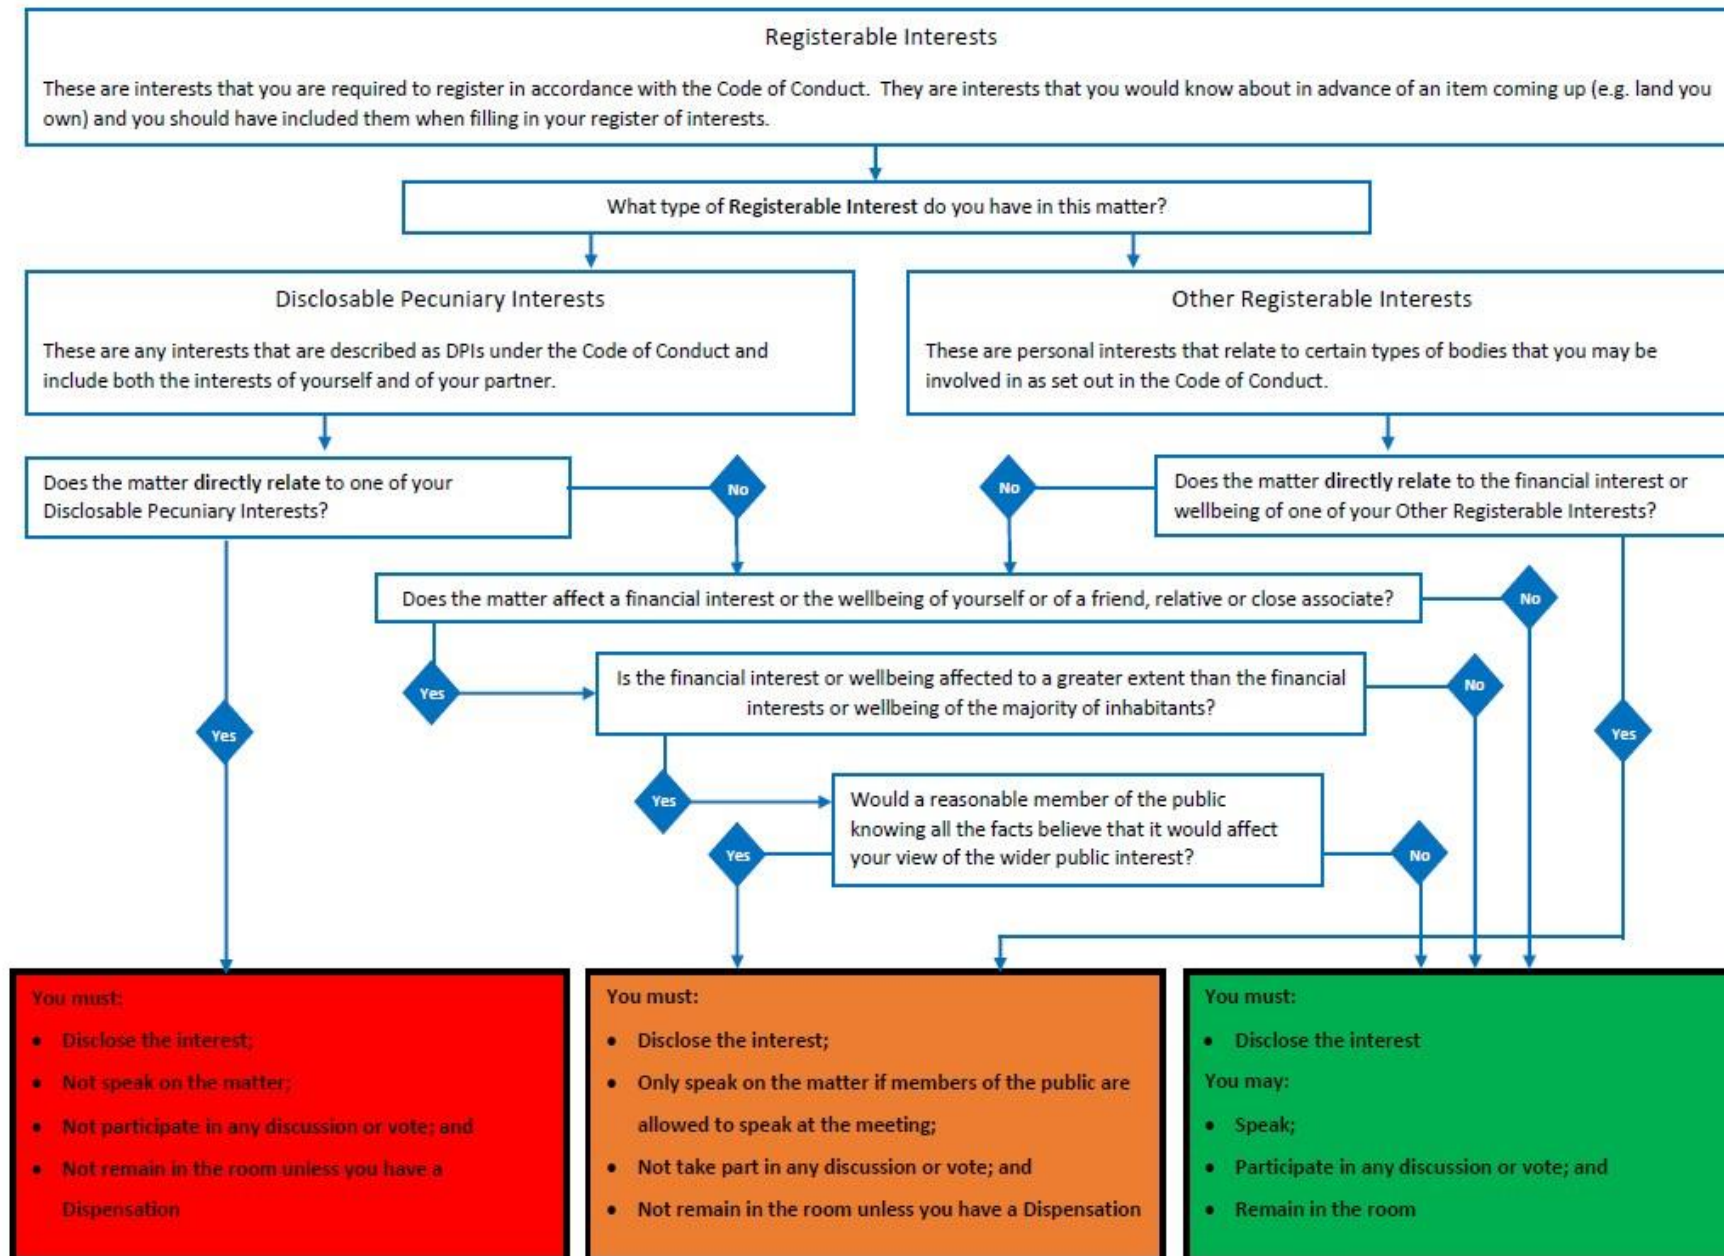 Registerable Interests
These are interests that you are required to register in accordance with the Code of Conduct. They are interests that you would know about in advance of an item coming up (e.g. land you
own) and you should have included them when filling in your register of interests.
What type of Registerable Interest do you have in this matter?
Disclosable Pecuniary Interests
These are any interests that are described as DPIs under the Code of Conduct and
include both the interests of yourself and of your partner.
Other Registerable Interests
These are personal interests that relate to certain types of bodies that you may be
involved in as set out in the Code of Conduct.
Does the matter directly relate to one of your
Disclosable Pecuniary Interests?
No
No
Does the matter directly relate to the financial interest or
wellbeing of one of your Other Registerable Interests?
Does the matter affect a financial interest or the wellbeing of yourself or of a friend, relative or close associate?
No
Yes
Is the financial interest or wellbeing affected to a greater extent than the financial
interests or wellbeing of the majority of inhabitants?
No
Yes
Yes
Yes
Would a reasonable member of the public
knowing all the facts believe that it would affect
your view of the wider public interest?
Yes
No
You must:
• Disclose the interest;
• Not speak on the matter;
• Not participate in any discussion or vote; and
• Not remain in the room unless you have a
Dispensation
You must:
• Disclose the interest;
• Only speak on the matter if members of the public are
allowed to speak at the meeting;
• Not take part in any discussion or vote; and
• Not remain in the room unless you have a Dispensation
You must:
• Disclose the interest
You may:
• Speak;
• Participate in any discussion or vote; and
• Remain in the room